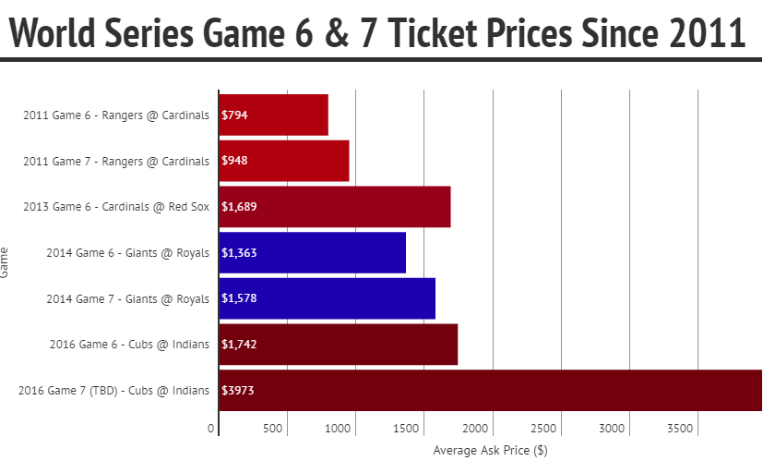 World Series Game 6 & 7 Ticket Prices Since 2011
2011 Game 6 - Rangers @ Cardinals $794
2011 Game 7 - Rangers @ Cardinals $948
2013 Game 6 - Cardinals @ Red Sox $1,689
Game
2014 Game 6 - Giants @ Royals $1,363
2014 Game 7 - Giants @ Royals $1,578
2016 Game 6 - Cubs @ Indians $1,742
2016 Game 7 (TBD) - Cubs @ Indians $3973
0 500 1000 1500 2000 2500 3000 3500
Average Ask Price ($)